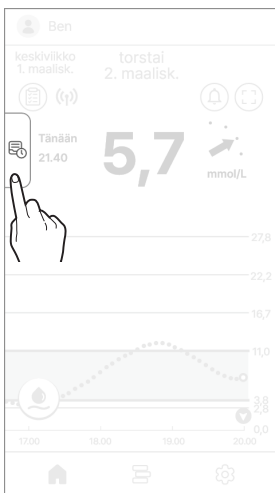 Ben
keskiviikko
1. maalisk.
torstai
2. maalisk.
Tänään
21.40
5,7
mmol/L
27,8
22,2
16,7
11,0
3,8
2,8
0,0
17.00 18.00 19.00 20.00